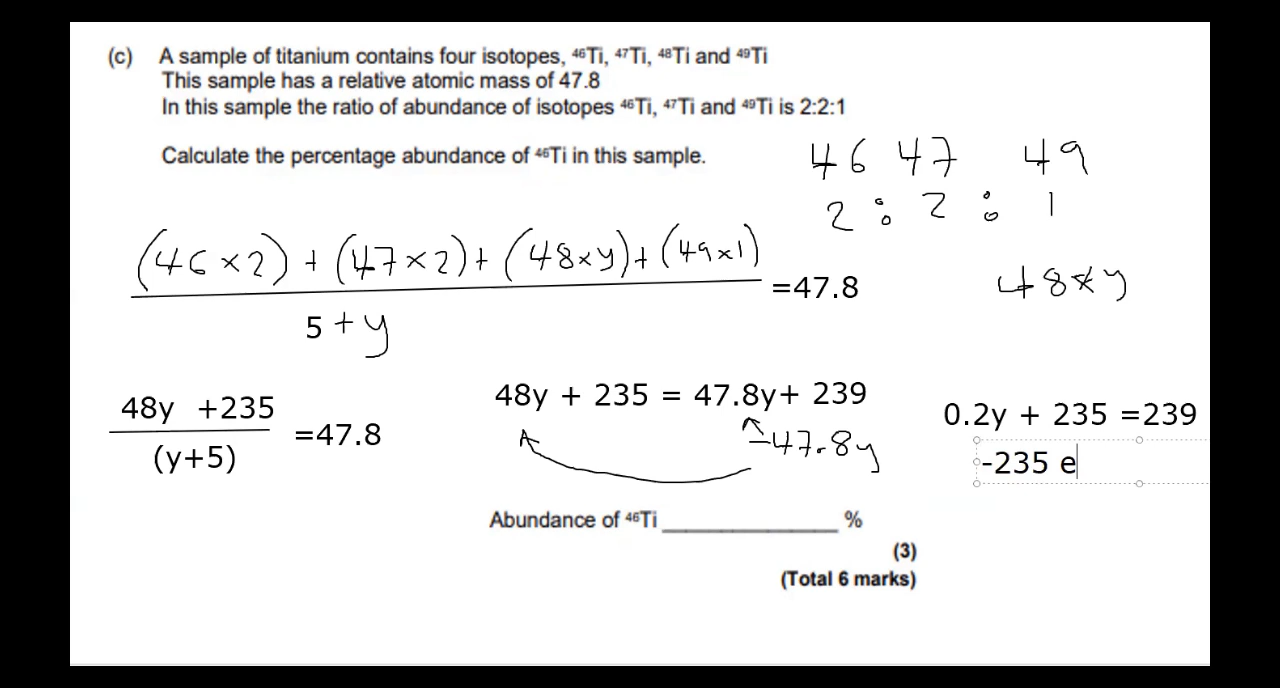 (c) A sample of titanium contains four isotopes, ⁴⁶Ti, ⁴⁷Ti, ⁴⁸Ti and ⁴⁹Ti
This sample has a relative atomic mass of 47.8
In this sample the ratio of abundance of isotopes ⁴⁶Ti, ⁴⁷Ti and ⁴⁹Ti is 2:2:1
Calculate the percentage abundance of ⁴⁶Ti in this sample.
46 47 49
2 : 2 : 1
(46 × 2) + (47 × 2) + (48 × y) + (49 × 1)
=47.8
5 + y
48 × y
48y +235
(y+5)
=47.8
48y + 235 = 47.8y+ 239
-47.8y
0.2y + 235 =239
-235 e
Abundance of ⁴⁶Ti ________________ %
(3)
(Total 6 marks)